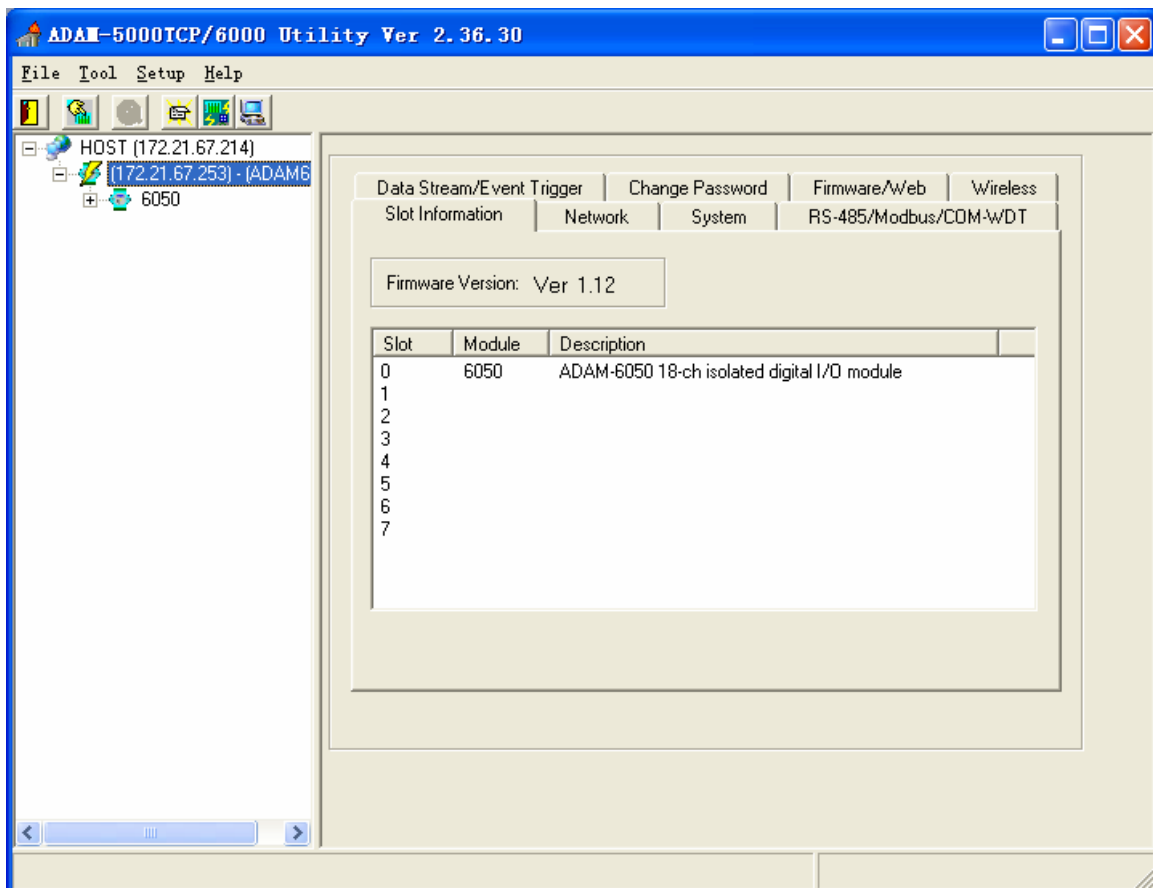 ADAM-5000TCP/6000 Utility Ver 2.36.30
File Tool Setup Help
HOST (172.21.67.214)
(172.21.67.253) - (ADAM6
6050
Data Stream/Event Trigger Change Password Firmware/Web Wireless
Slot Information Network System RS-485/Modbus/COM-WDT
Firmware Version: Ver 1.12
Slot Module Description
0 6050 ADAM-6050 18-ch isolated digital I/O module
1
2
3
4
5
6
7